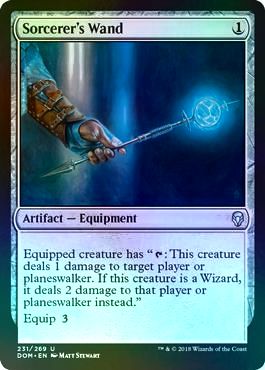 Sorcerer's Wand 1
Artifact — Equipment
Equipped creature has “T: This creature
deals 1 damage to target player or
planeswalker. If this creature is a Wizard,
it deals 2 damage to that player or
planeswalker instead.”
Equip 3
231/269 U
DOM • EN Matt Stewart
™ & © 2018 Wizards of the Coast